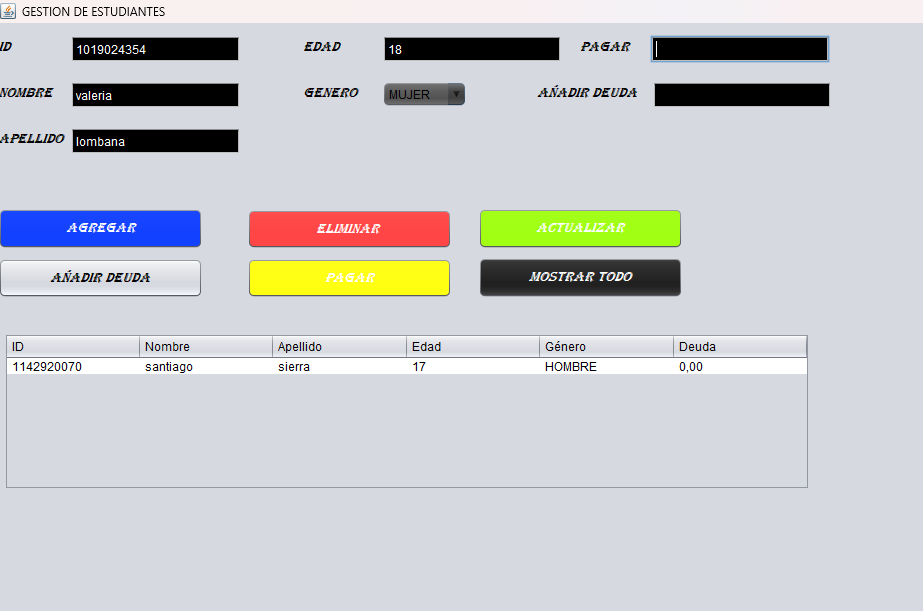 GESTION DE ESTUDIANTES
ID 1019024354 EDAD 18 PAGAR
NOMBRE valeria GENERO MUJER AÑADIR DEUDA
APELLIDO lombana
AGREGAR ELIMINAR ACTUALIZAR
AÑADIR DEUDA PAGAR MOSTRAR TODO
ID Nombre Apellido Edad Género Deuda
1142920070 santiago sierra 17 HOMBRE 0,00